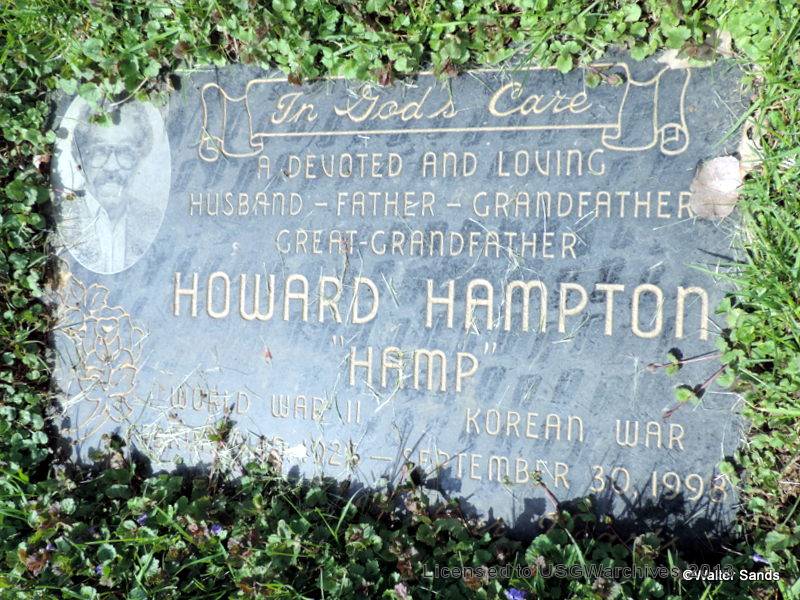 In God's Care
A DEVOTED AND LOVING
HUSBAND - FATHER - GRANDFATHER
GREAT-GRANDFATHER
HOWARD HAMPTON
"HAMP"
WORLD WAR II KOREAN WAR
— SEPTEMBER 30, 1998
Licensed to USGWarchives 2013
©Walter Sands